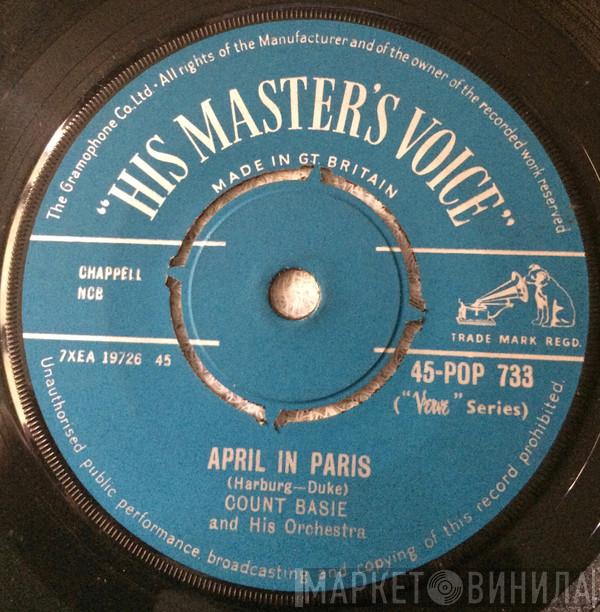 The Gramophone Co. Ltd · All rights of the Manufacturer and of the owner of the recorded work reserved
"HIS MASTER'S VOICE"
MADE IN GT. BRITAIN
CHAPPELL
NCB
TRADE MARK REGD.
7XEA 19726 45
45-POP 733
("Verve" Series)
APRIL IN PARIS
(Harburg—Duke)
COUNT BASIE
and His Orchestra
Unauthorised public performance, broadcasting and copying of this record prohibited.
МАРКЕТ ВИНИЛА